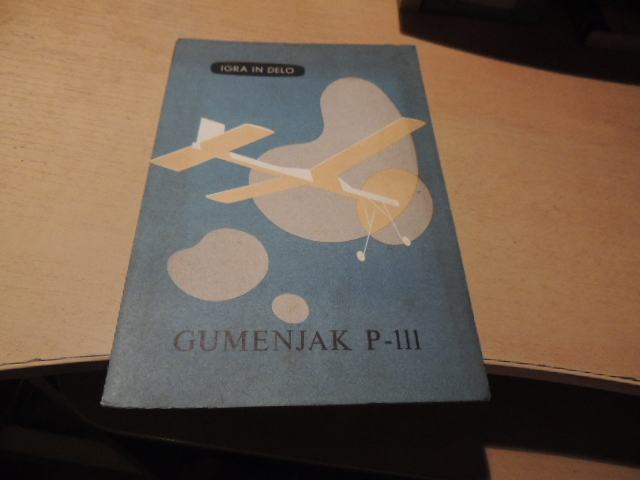 IGRA IN DELO
GUMENJAK P-111